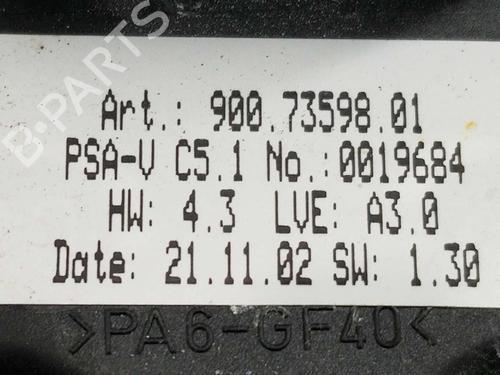 B-PARTS
Art.: 900.73598.01
PSA-V C5.1 No.:0019684
HW: 4.3 LVE: A3.0
Date: 21.11.02 SW: 1.30
>PA6-GF40<